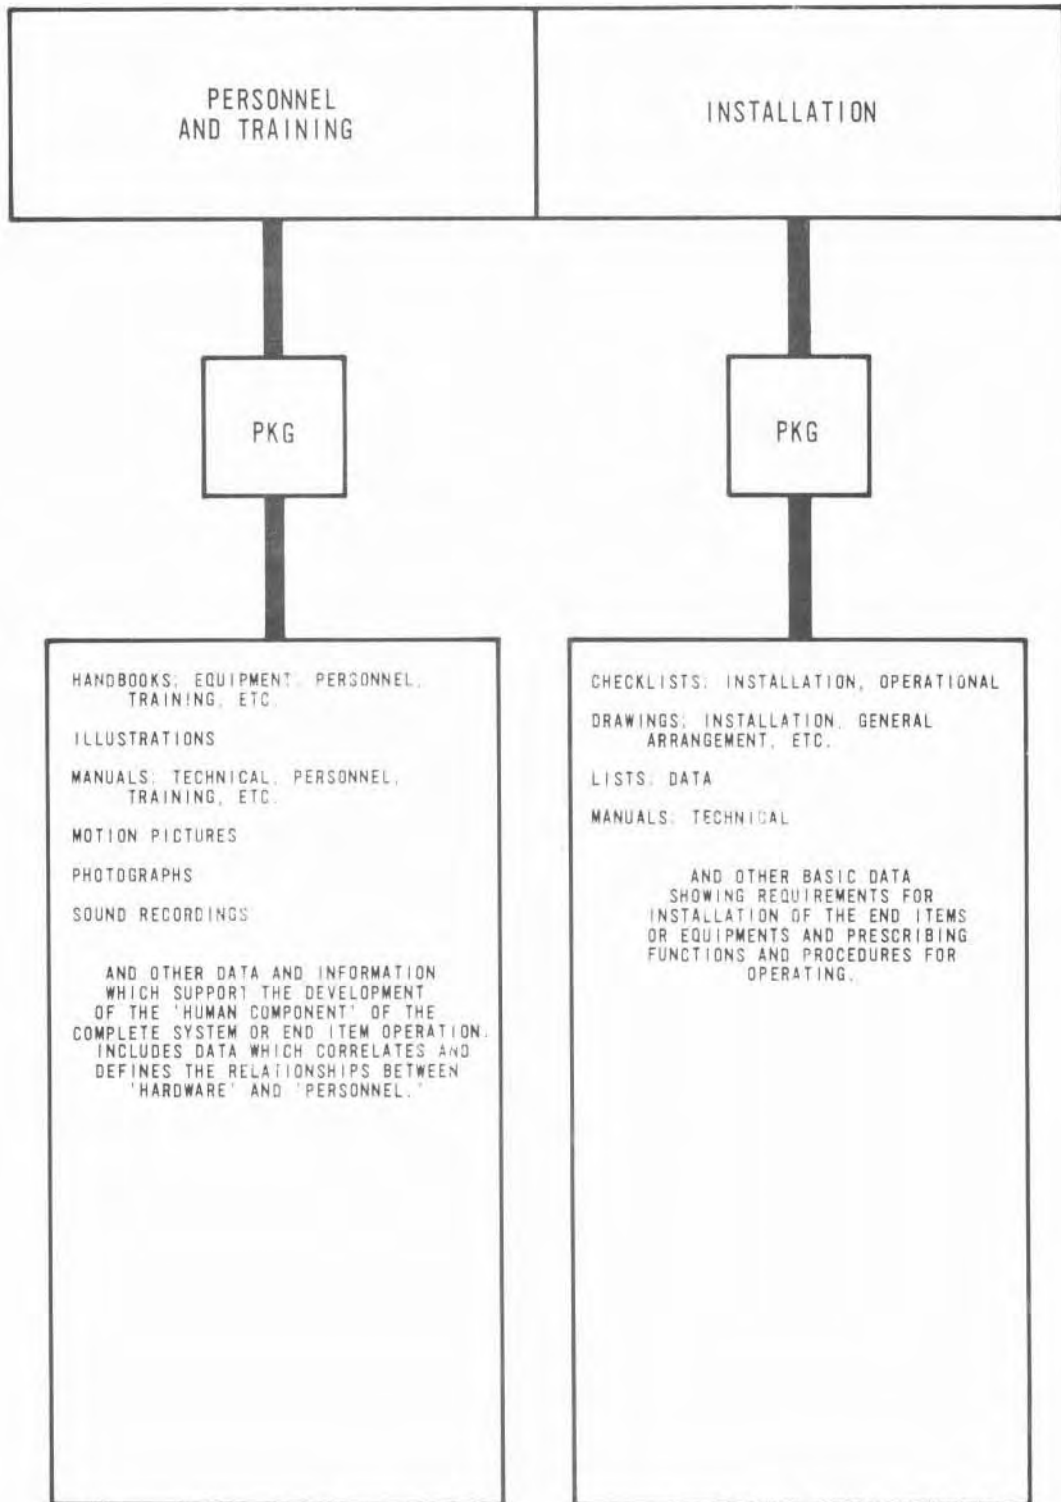 PERSONNEL
AND TRAINING
INSTALLATION
PKG
PKG
HANDBOOKS; EQUIPMENT, PERSONNEL,
TRAINING, ETC.
ILLUSTRATIONS
MANUALS; TECHNICAL, PERSONNEL,
TRAINING, ETC.
MOTION PICTURES
PHOTOGRAPHS
SOUND RECORDINGS
AND OTHER DATA AND INFORMATION
WHICH SUPPORT THE DEVELOPMENT
OF THE 'HUMAN COMPONENT' OF THE
COMPLETE SYSTEM OR END ITEM OPERATION.
INCLUDES DATA WHICH CORRELATES AND
DEFINES THE RELATIONSHIPS BETWEEN
'HARDWARE' AND 'PERSONNEL.'
CHECKLISTS; INSTALLATION, OPERATIONAL
DRAWINGS; INSTALLATION, GENERAL
ARRANGEMENT, ETC.
LISTS; DATA
MANUALS; TECHNICAL
AND OTHER BASIC DATA
SHOWING REQUIREMENTS FOR
INSTALLATION OF THE END ITEMS
OR EQUIPMENTS AND PRESCRIBING
FUNCTIONS AND PROCEDURES FOR
OPERATING.